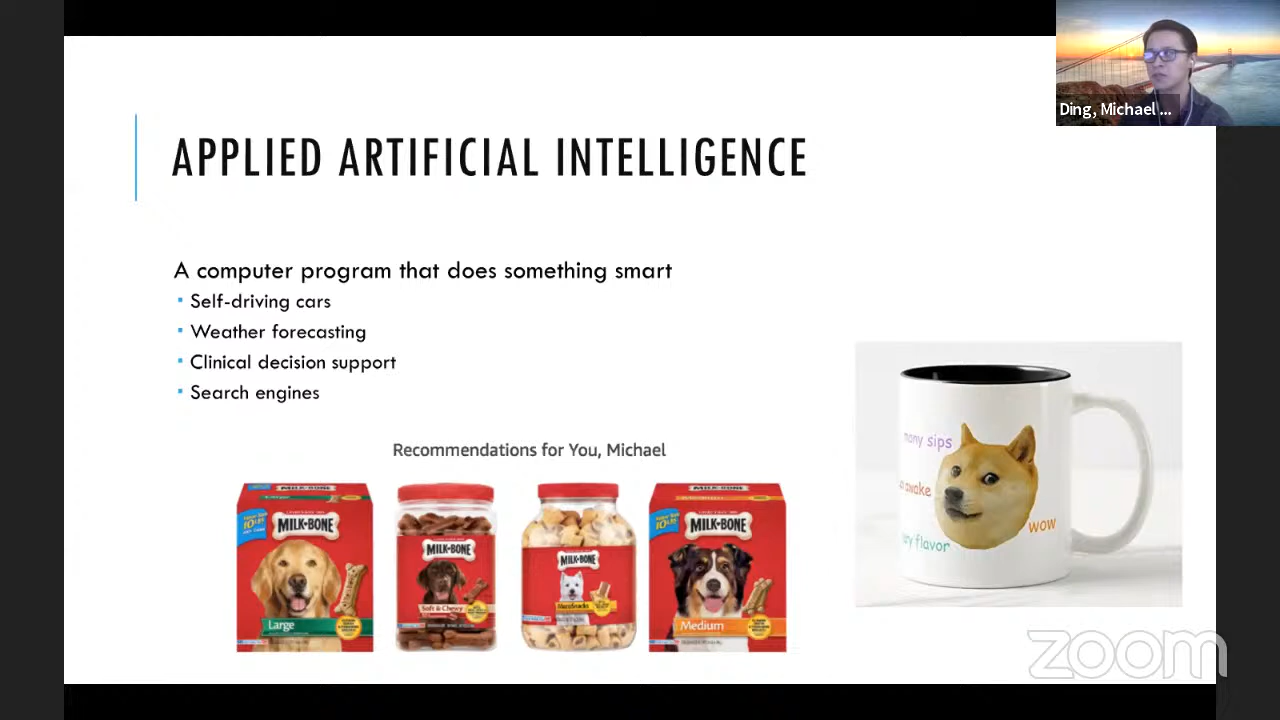 Ding, Michael ...
APPLIED ARTIFICIAL INTELLIGENCE
A computer program that does something smart
Self-driving cars
Weather forecasting
Clinical decision support
Search engines
Recommendations for You, Michael
Large
MILK-BONE
Large
MILK-BONE
Soft & Chewy
MILK-BONE
MaroSnacks
MILK-BONE
Medium
many sips
awake
flavor
wow
zoom